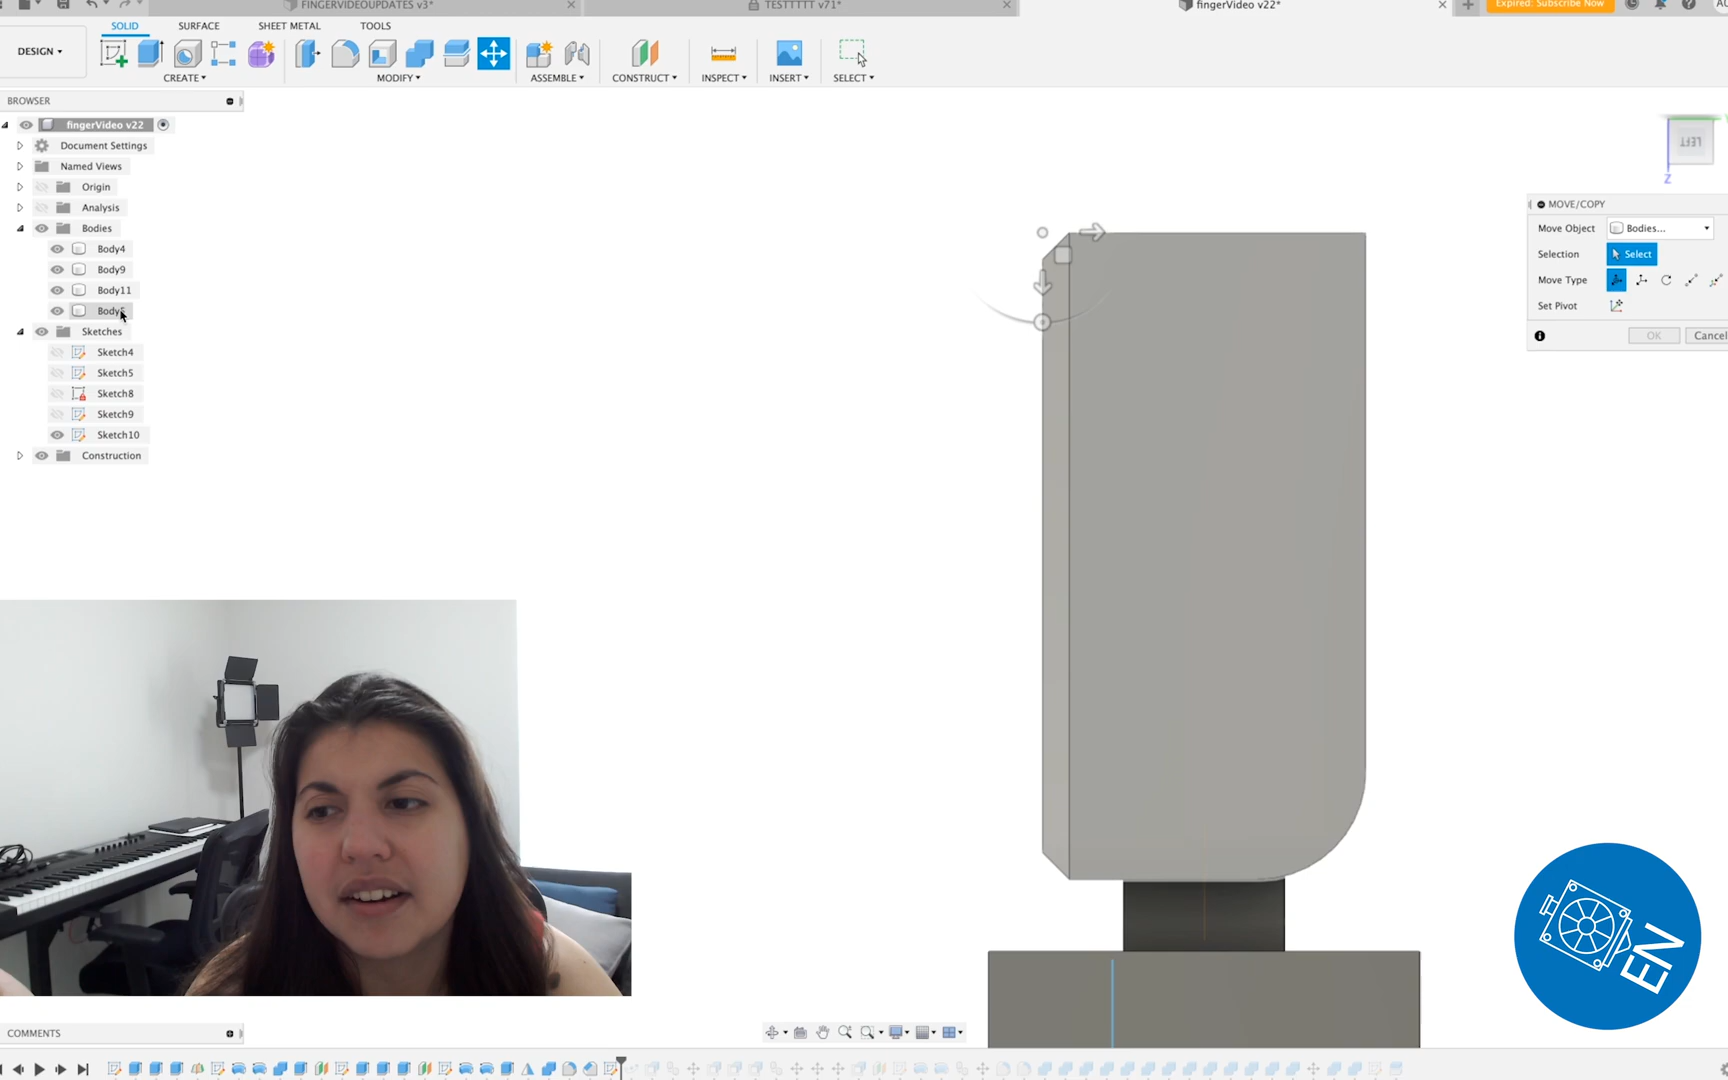 FINGERVIDEOUPDATES v3*
TESTTTTT v71*
fingerVideo v22*
Expired: Subscribe Now
SOLID
SURFACE
SHEET METAL
TOOLS
DESIGN
CREATE
MODIFY
ASSEMBLE
CONSTRUCT
INSPECT
INSERT
SELECT
BROWSER
fingerVideo v22
Document Settings
Named Views
Origin
Analysis
Bodies
Body4
Body9
Body11
Sketches
Sketch4
Sketch5
Sketch8
Sketch9
Sketch10
Construction
LEFT
Z
MOVE/COPY
Move Object
Bodies...
Selection
Select
Move Type
Set Pivot
OK
Cancel
EN
COMMENTS